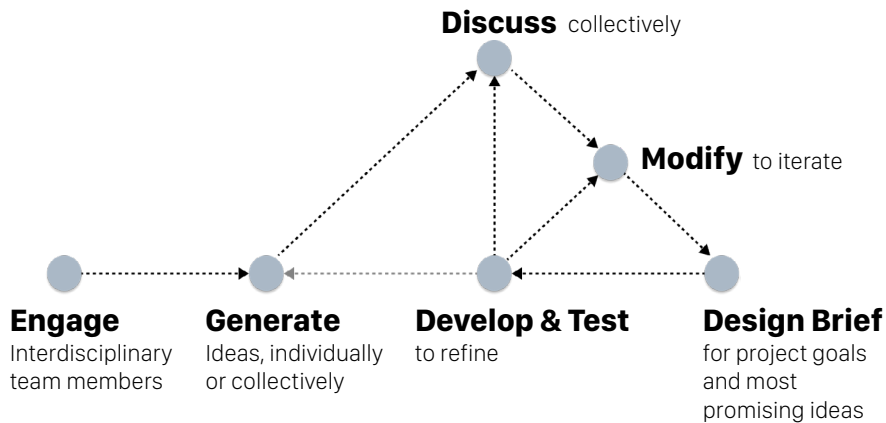 Discuss collectively
Modify to iterate
Engage
Interdisciplinary
team members
Generate
Ideas, individually
or collectively
Develop & Test
to refine
Design Brief
for project goals
and most
promising ideas